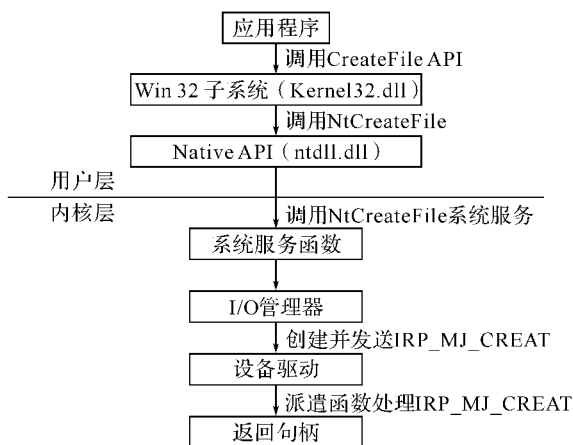 应用程序
调用CreateFile API
Win 32 子系统（Kernel32.dll）
调用NtCreateFile
Native API（ntdll.dll）
用户层
内核层
调用NtCreateFile系统服务
系统服务函数
I/O管理器
创建并发送IRP_MJ_CREAT
设备驱动
派遣函数处理IRP_MJ_CREAT
返回句柄